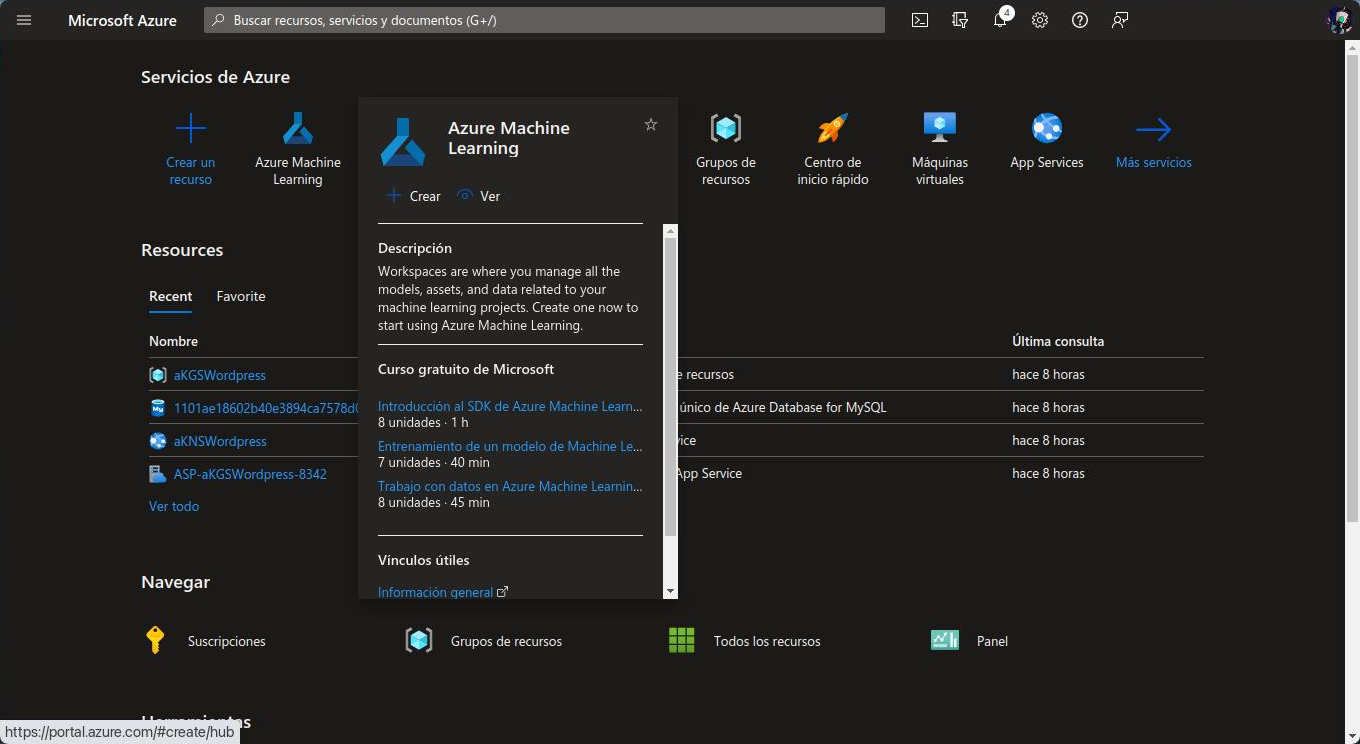 Microsoft Azure
Buscar recursos, servicios y documentos (G+/)
4
Servicios de Azure
Crear un
recurso
Azure Machine
Learning
Azure Machine
Learning
Crear
Ver
Descripción
Workspaces are where you manage all the
models, assets, and data related to your
machine learning projects. Create one now to
start using Azure Machine Learning.
Curso gratuito de Microsoft
Introducción al SDK de Azure Machine Learn...
8 unidades · 1 h
Entrenamiento de un modelo de Machine Le...
7 unidades · 40 min
Trabajo con datos en Azure Machine Learnin...
8 unidades · 45 min
Vínculos útiles
Información general
Grupos de
recursos
Centro de
inicio rápido
Máquinas
virtuales
App Services
Más servicios
Resources
Recent Favorite
Nombre Última consulta
aKGSWordpress recursos hace 8 horas
1101ae18602b40e3894ca7578d único de Azure Database for MySQL hace 8 horas
aKNSWordpress hace 8 horas
ASP-aKGSWordpress-8342 App Service hace 8 horas
Ver todo
Navegar
Suscripciones
Grupos de recursos
Todos los recursos
Panel
Herramientas
https://portal.azure.com/#create/hub